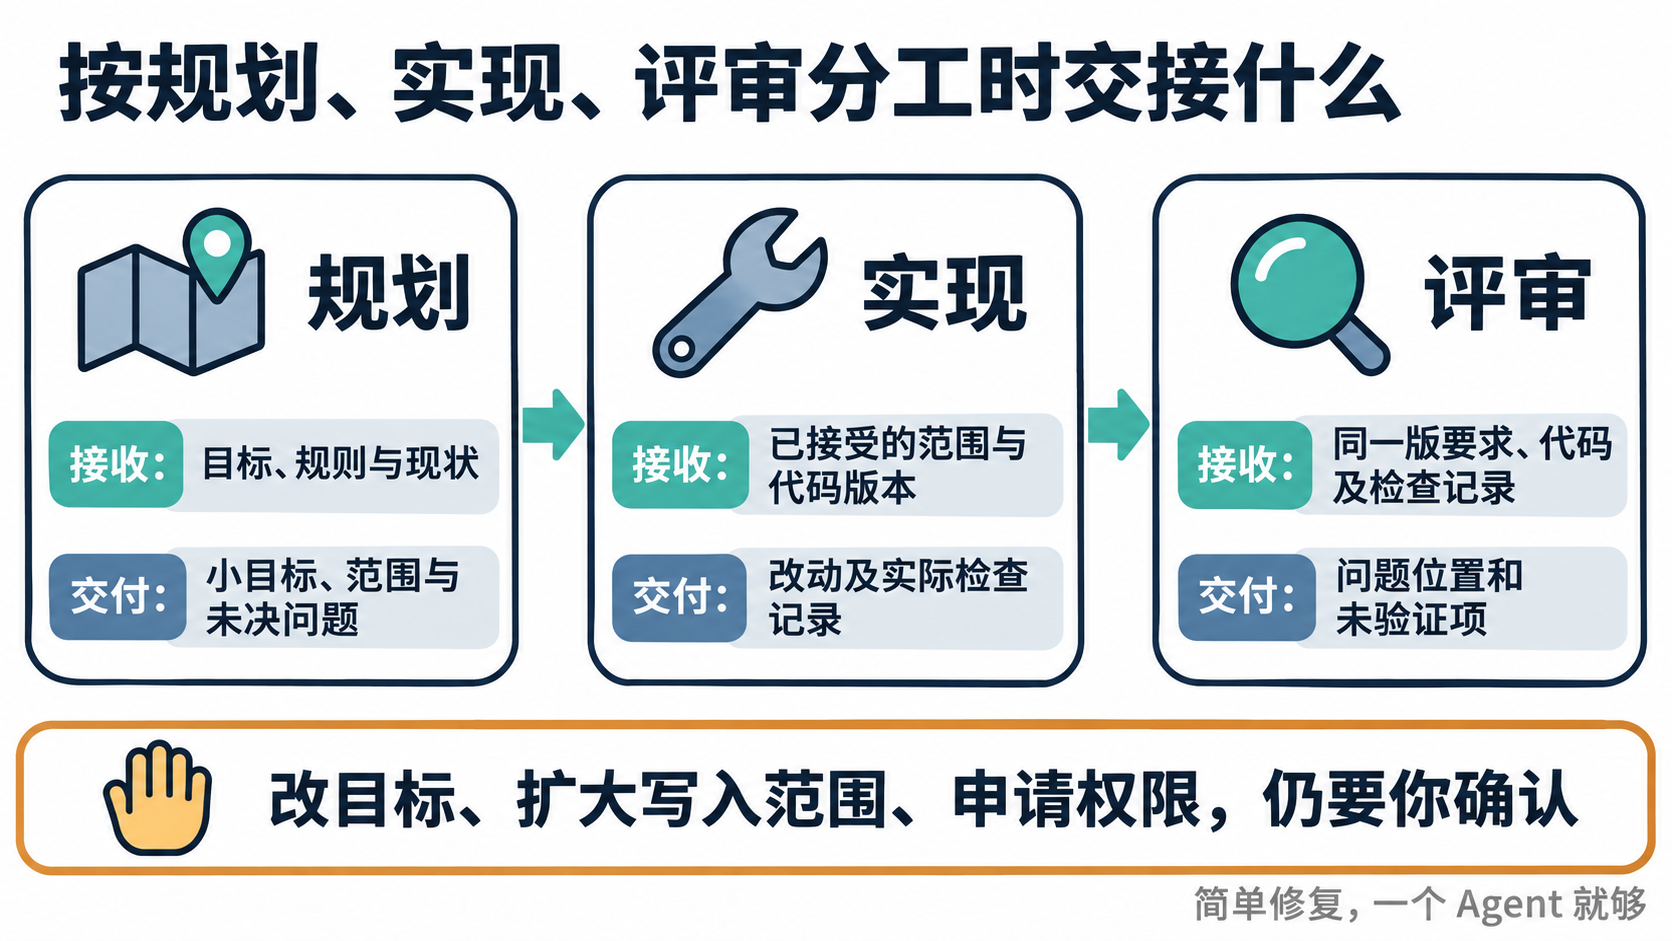 按规划、实现、评审分工时交接什么
规划
接收：
目标、规则与现状
交付：
小目标、范围与
未决问题
实现
接收：
已接受的范围与
代码版本
交付：
改动及实际检查
记录
评审
接收：
同一版要求、代码
及检查记录
交付：
问题位置和
未验证项
改目标、扩大写入范围、申请权限，仍要你确认
简单修复，一个 Agent 就够